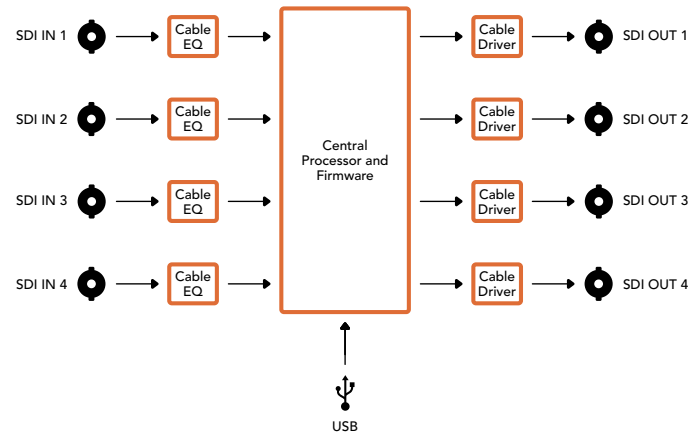 SDI IN 1
Cable
EQ
Cable
Driver
SDI OUT 1
SDI IN 2
Cable
EQ
Cable
Driver
SDI OUT 2
Central
Processor and
Firmware
SDI IN 3
Cable
EQ
Cable
Driver
SDI OUT 3
SDI IN 4
Cable
EQ
Cable
Driver
SDI OUT 4
USB